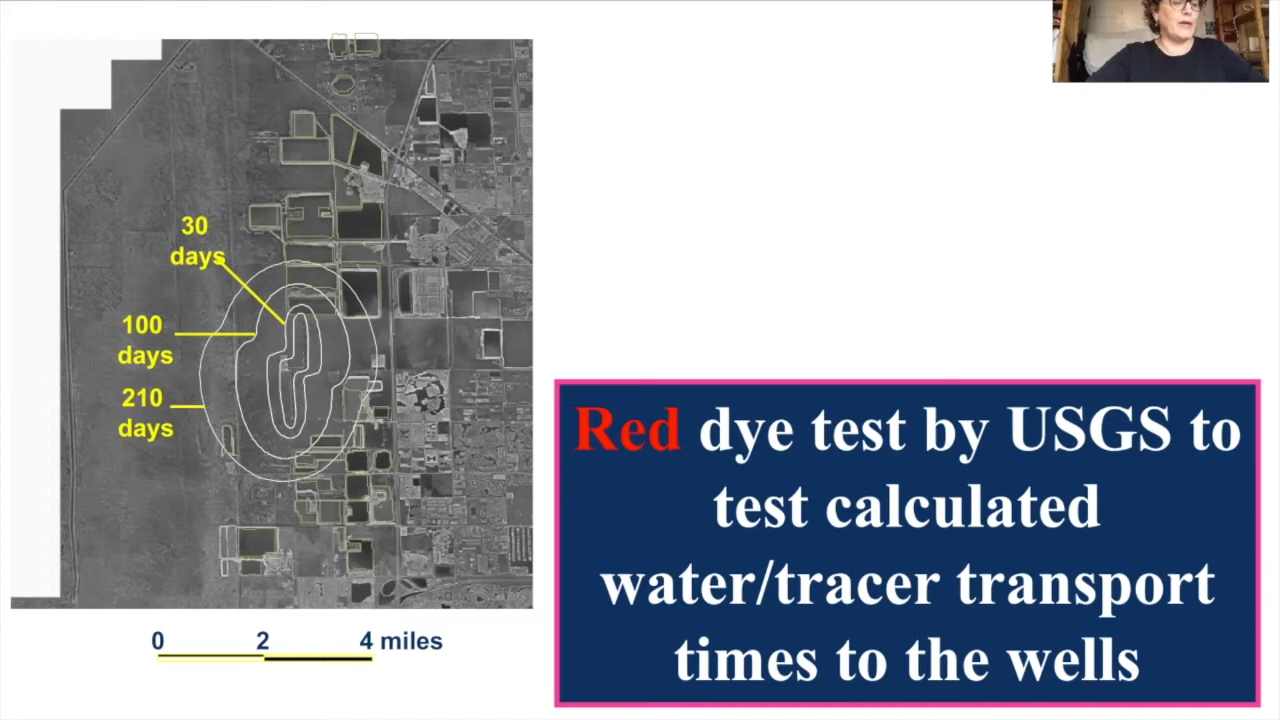 30
days
100
days
210
days
0 2 4 miles
Red dye test by USGS to
test calculated
water/tracer transport
times to the wells